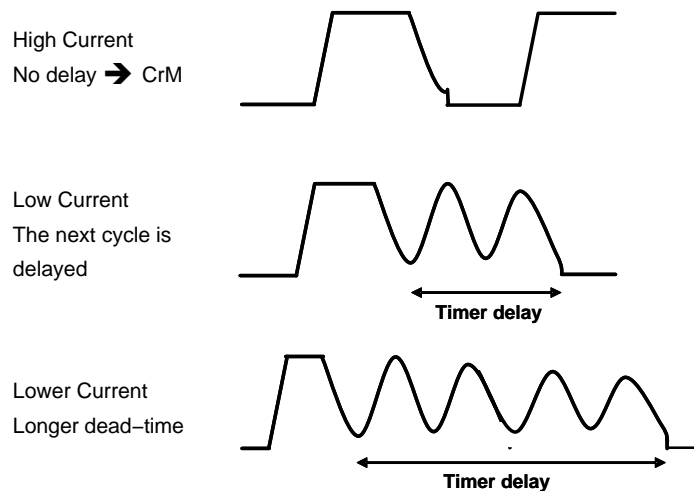 High Current
No delay ➔ CrM
Low Current
The next cycle is
delayed
Timer delay
Lower Current
Longer dead−time
Timer delay